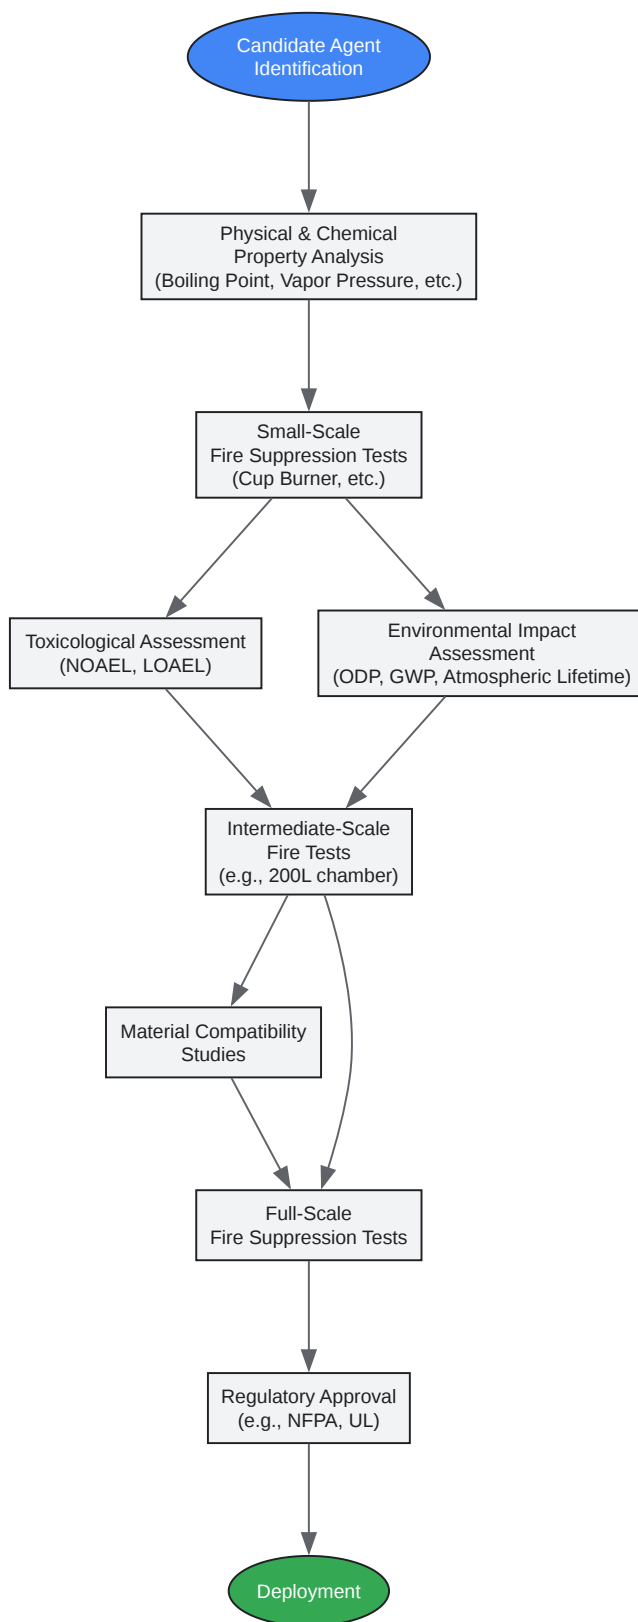 Candidate Agent
Identification
Physical & Chemical
Property Analysis
(Boiling Point, Vapor Pressure, etc.)
Small-Scale
Fire Suppression Tests
(Cup Burner, etc.)
Toxicological Assessment
(NOAEL, LOAEL)
Environmental Impact
Assessment
(ODP, GWP, Atmospheric Lifetime)
Intermediate-Scale
Fire Tests
(e.g., 200L chamber)
Material Compatibility
Studies
Full-Scale
Fire Suppression Tests
Regulatory Approval
(e.g., NFPA, UL)
Deployment